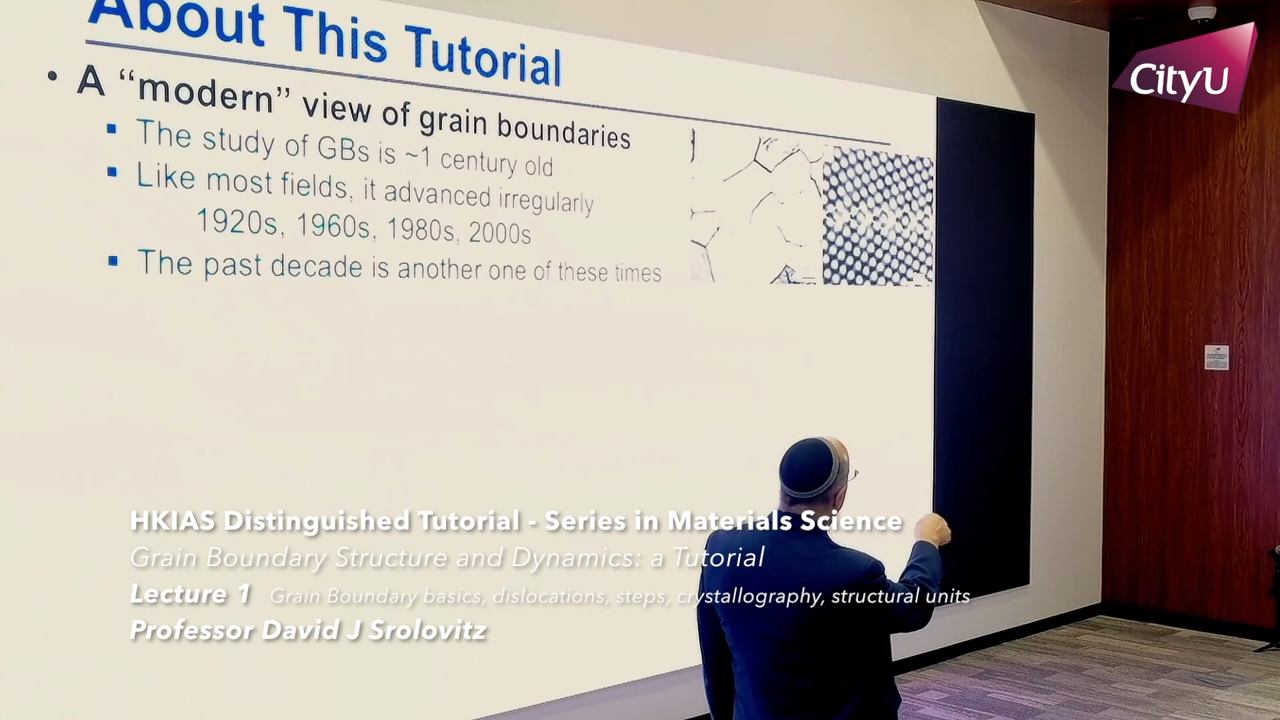 About This Tutorial
• A “modern” view of grain boundaries
▪ The study of GBs is ~1 century old
▪ Like most fields, it advanced irregularly
1920s, 1960s, 1980s, 2000s
▪ The past decade is another one of these times
CityU
HKIAS Distinguished Tutorial - Series in Materials Science
Grain Boundary Structure and Dynamics: a Tutorial
Lecture 1 Grain Boundary basics, dislocations, steps, crystallography, structural units
Professor David J Srolovitz